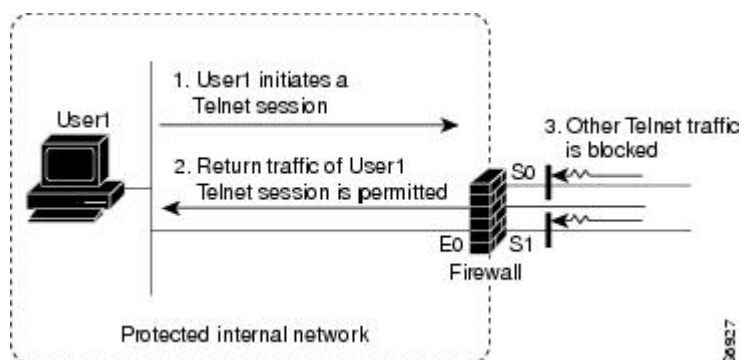 1. User1 initiates a
Telnet session
User1
2. Return traffic of User1
Telnet session is permitted
3. Other Telnet traffic
is blocked
S0
E0
S1
Firewall
Protected internal network